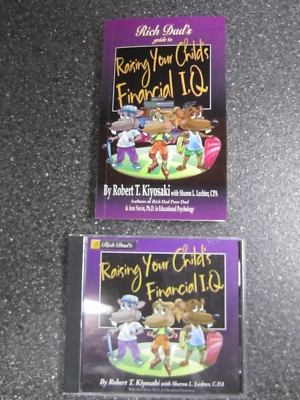 Rich Dad's
guide to
Raising Your Child's
Financial I.Q.
By Robert T. Kiyosaki with Sharon L. Lechter, CPA
Authors of Rich Dad Poor Dad
& Ann Nevin, Ph.D. in Educational Psychology
Rich Dad's
Raising Your Child's
Financial I.Q.
By Robert T. Kiyosaki with Sharon L. Lechter, CPA